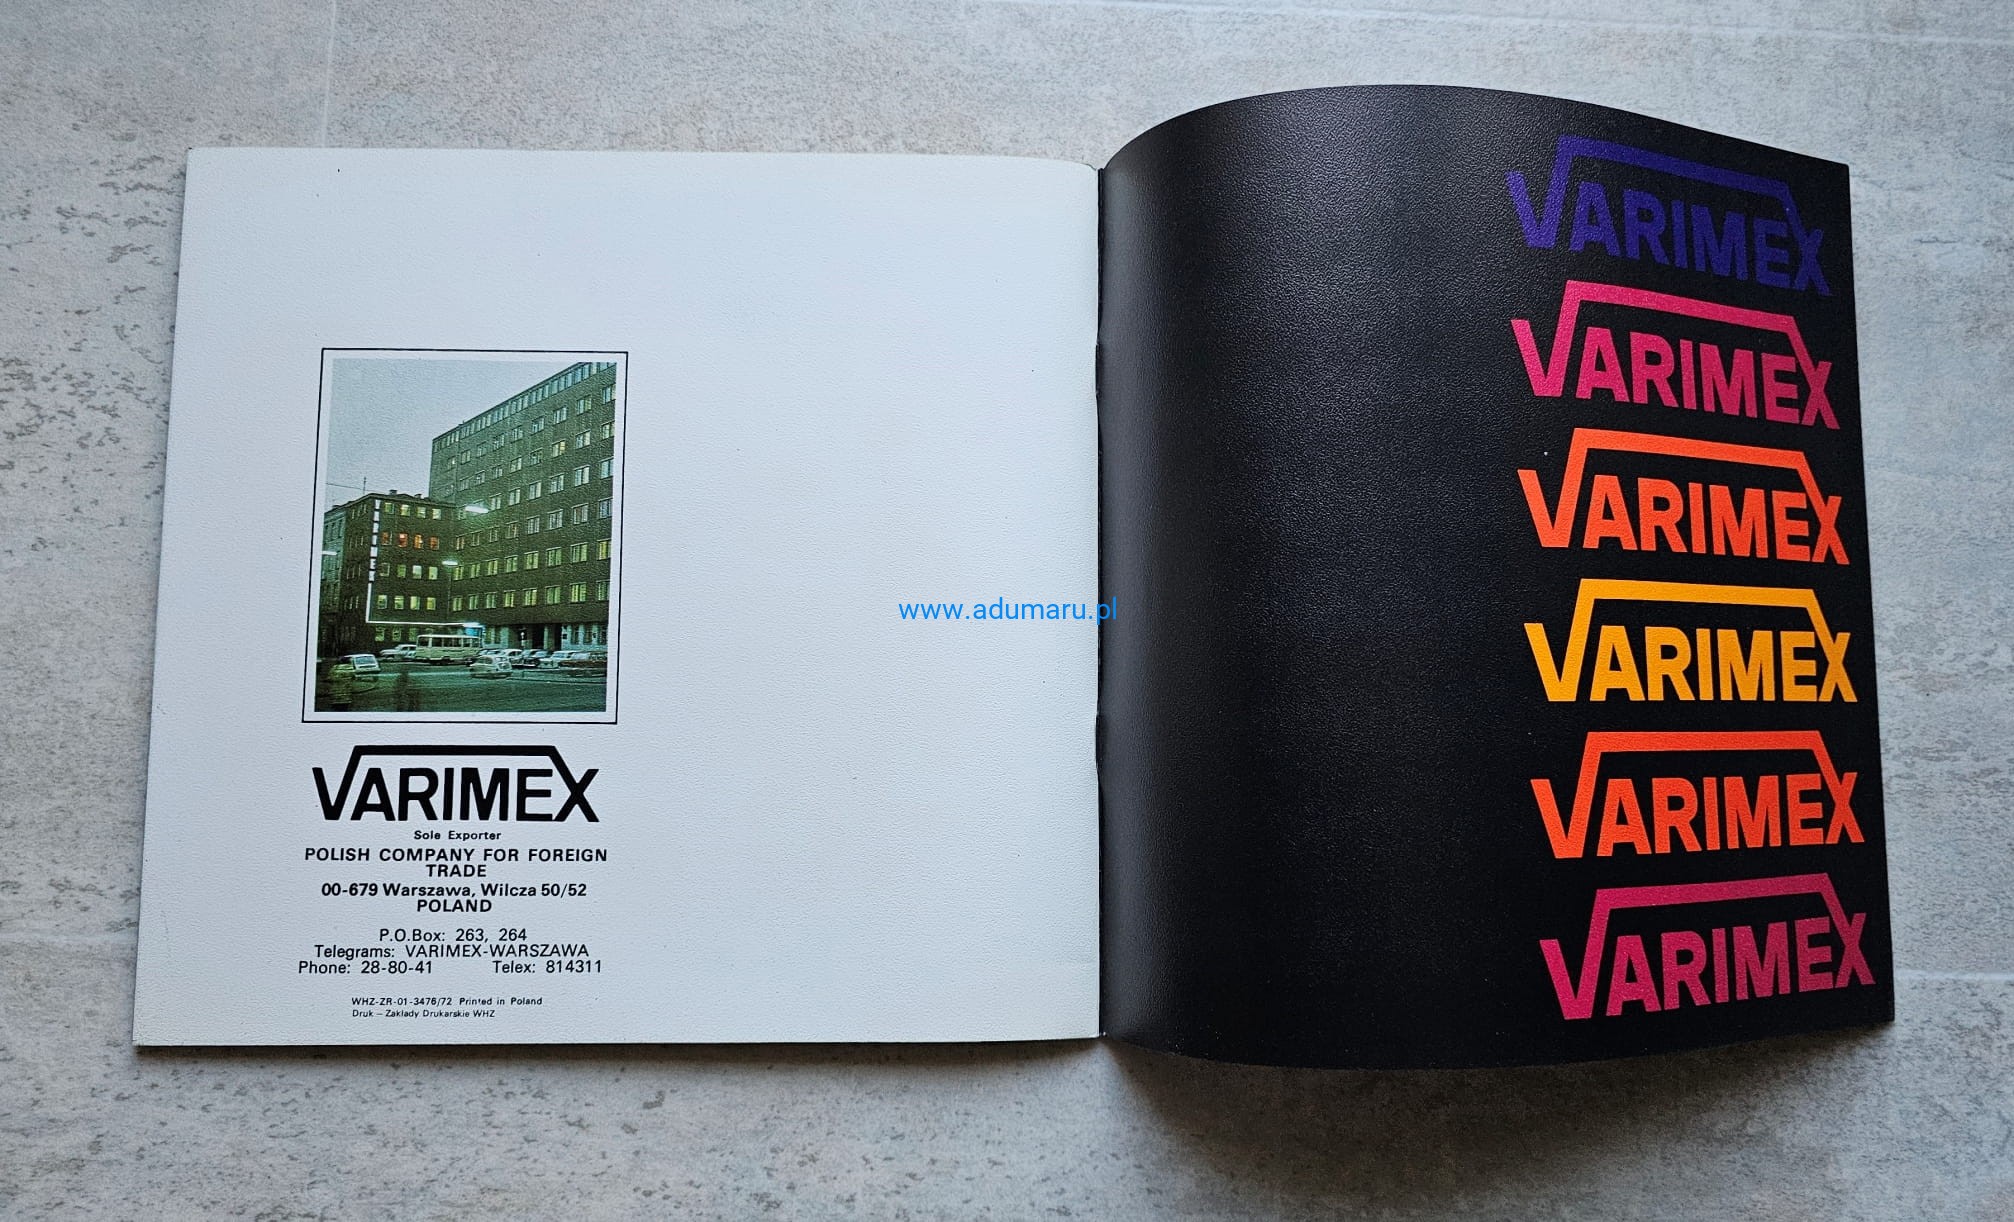 VARIMEX
Sole Exporter
POLISH COMPANY FOR FOREIGN
TRADE
00-679 Warszawa, Wilcza 50/52
POLAND
P.O.Box: 263, 264
Telegrams: VARIMEX-WARSZAWA
Phone: 28-80-41 Telex: 814311
WHZ-ZR-01-3476/72 Printed in Poland
Druk – Zakłady Drukarskie WHZ
www.adumaru.pl
VARIMEX
VARIMEX
VARIMEX
VARIMEX
VARIMEX
VARIMEX